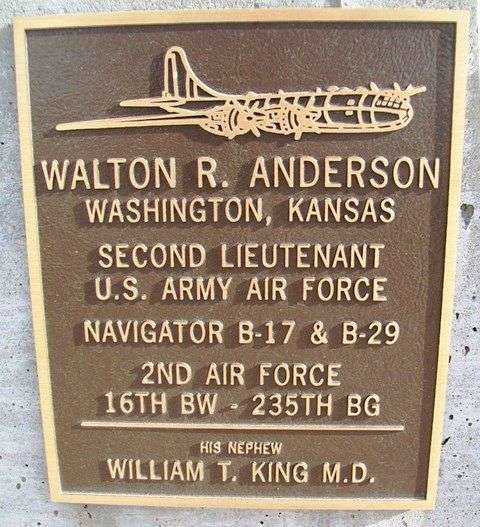 WALTON R. ANDERSON
WASHINGTON, KANSAS
SECOND LIEUTENANT
U.S. ARMY AIR FORCE
NAVIGATOR B-17 & B-29
2ND AIR FORCE
16TH BW - 235TH BG
HIS NEPHEW
WILLIAM T. KING M.D.